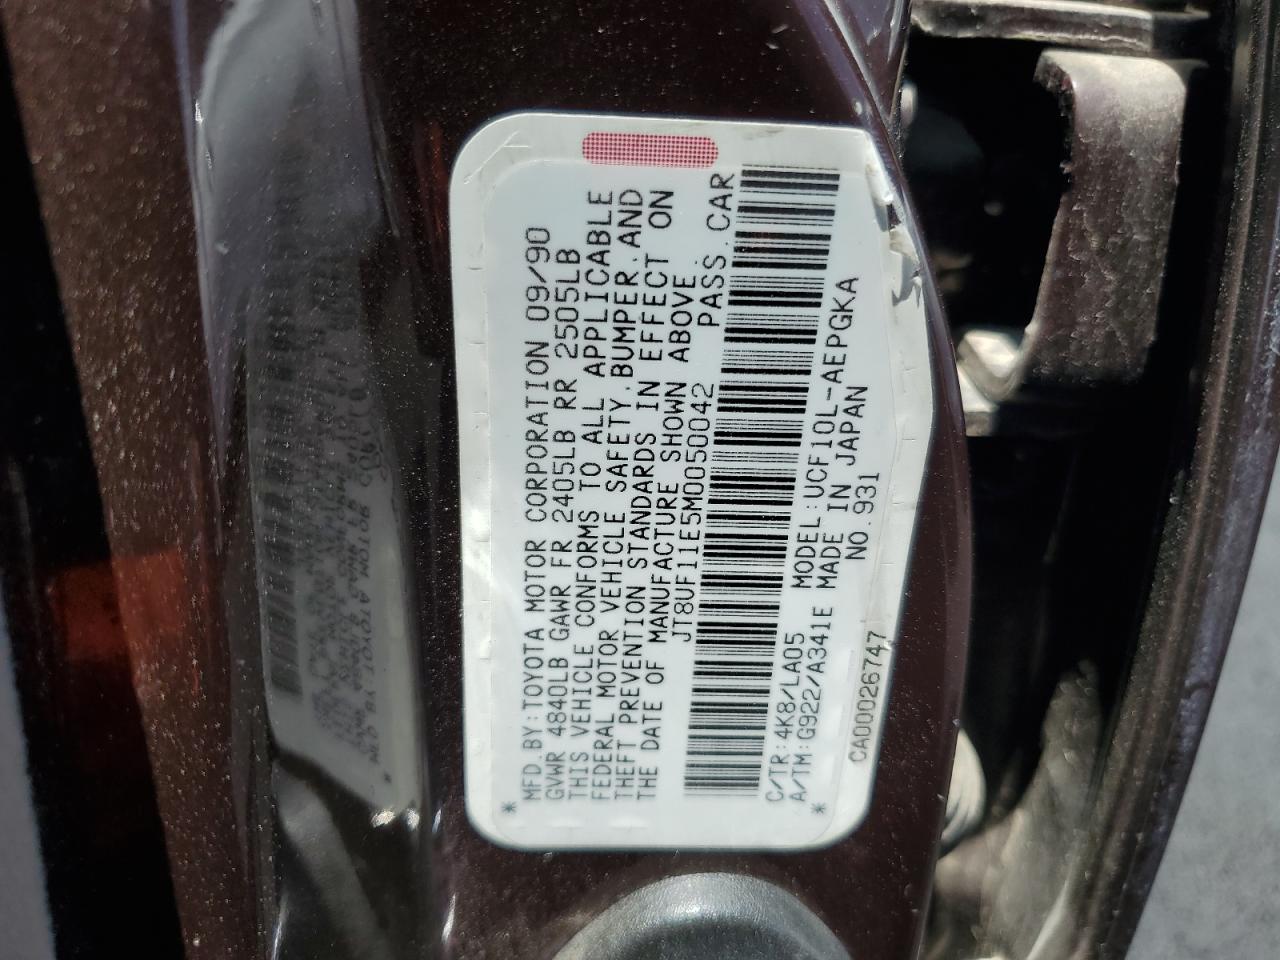 MFD.BY:TOYOTA MOTOR CORPORATION 09/90
GVWR 4840LB GAWR FR 2405LB RR 2505LB
THIS VEHICLE CONFORMS TO ALL APPLICABLE
FEDERAL MOTOR VEHICLE SAFETY,BUMPER,AND
THEFT PREVENTION STANDARDS IN EFFECT ON
THE DATE OF MANUFACTURE SHOWN ABOVE
JT8UF11E5M0050042 PASS.CAR
C/TR:4K8/LA05 MODEL:UCF10L-AEPGKA
A/TM:G922/A341E MADE IN JAPAN
* NO.931
CA00026747
*